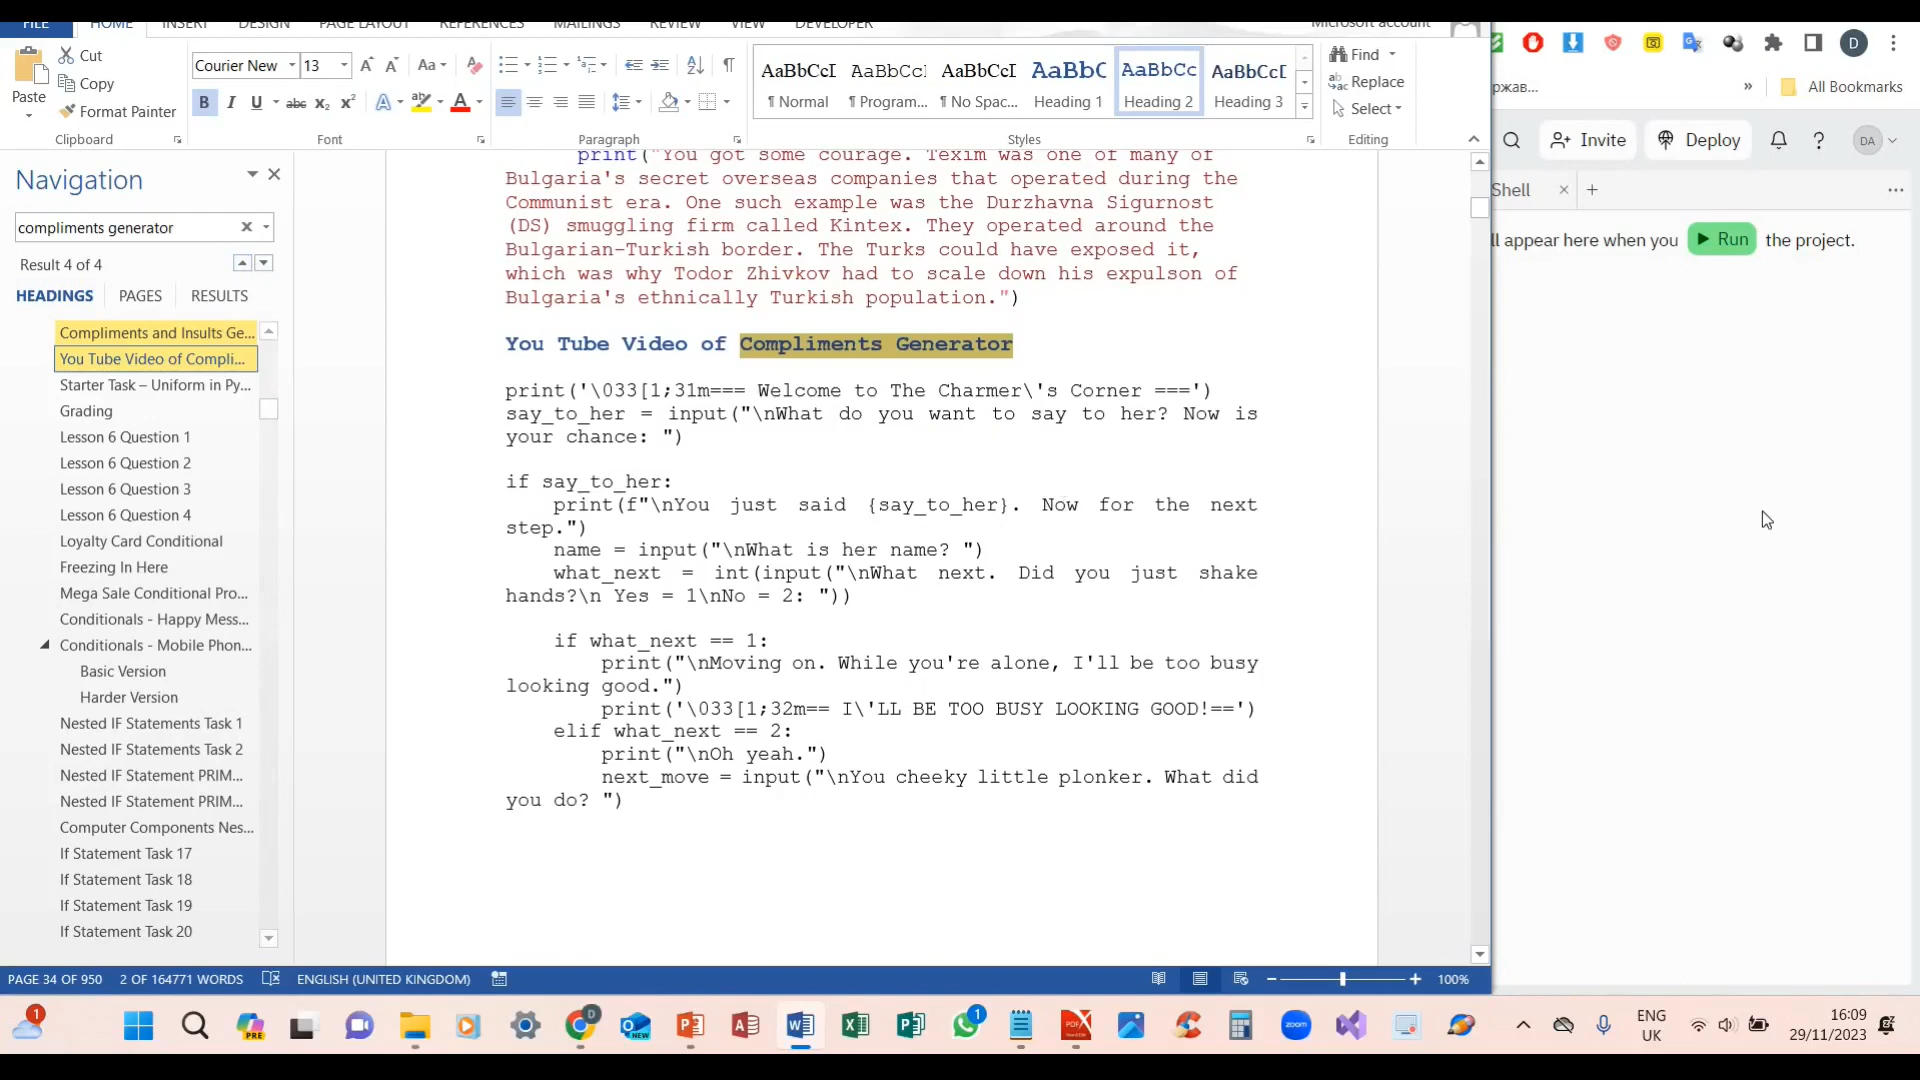 FILE HOME INSERT DESIGN PAGE LAYOUT REFERENCES MAILINGS REVIEW VIEW DEVELOPER Microsoft account
Cut
Copy
Format Painter
Paste
Clipboard
Courier New 13
Font
Paragraph
AaBbCcI AaBbCcI AaBbCcI AaBbC AaBbCc AaBbCcD
¶ Normal ¶ Program... ¶ No Spac... Heading 1 Heading 2 Heading 3
Styles
Find
Replace
Select
Editing
All Bookmarks
Invite Deploy DA
Shell
ll appear here when you Run the project.
Navigation
compliments generator
Result 4 of 4
HEADINGS PAGES RESULTS
Compliments and Insults Ge...
You Tube Video of Compli...
Starter Task – Uniform in Py...
Grading
Lesson 6 Question 1
Lesson 6 Question 2
Lesson 6 Question 3
Lesson 6 Question 4
Loyalty Card Conditional
Freezing In Here
Mega Sale Conditional Pro...
Conditionals - Happy Mess...
Conditionals - Mobile Phon...
Basic Version
Harder Version
Nested IF Statements Task 1
Nested IF Statements Task 2
Nested IF Statement PRIM...
Nested IF Statement PRIM...
Computer Components Nes...
If Statement Task 17
If Statement Task 18
If Statement Task 19
If Statement Task 20
print("You got some courage. Texim was one of many of
Bulgaria's secret overseas companies that operated during the
Communist era. One such example was the Durzhavna Sigurnost
(DS) smuggling firm called Kintex. They operated around the
Bulgarian-Turkish border. The Turks could have exposed it,
which was why Todor Zhivkov had to scale down his expulson of
Bulgaria's ethnically Turkish population.")
You Tube Video of Compliments Generator
print('\033[1;31m=== Welcome to The Charmer\'s Corner ===')
say_to_her = input("\nWhat do you want to say to her? Now is
your chance: ")
if say_to_her:
print(f"\nYou just said {say_to_her}. Now for the next
step.")
name = input("\nWhat is her name? ")
what_next = int(input("\nWhat next. Did you just shake
hands?\n Yes = 1\nNo = 2: "))
if what_next == 1:
print("\nMoving on. While you're alone, I'll be too busy
looking good.")
print('\033[1;32m== I\'LL BE TOO BUSY LOOKING GOOD!==')
elif what_next == 2:
print("\nOh yeah.")
next_move = input("\nYou cheeky little plonker. What did
you do? ")
PAGE 34 OF 950 2 OF 164771 WORDS ENGLISH (UNITED KINGDOM) 100%
ENG
UK
16:09
29/11/2023